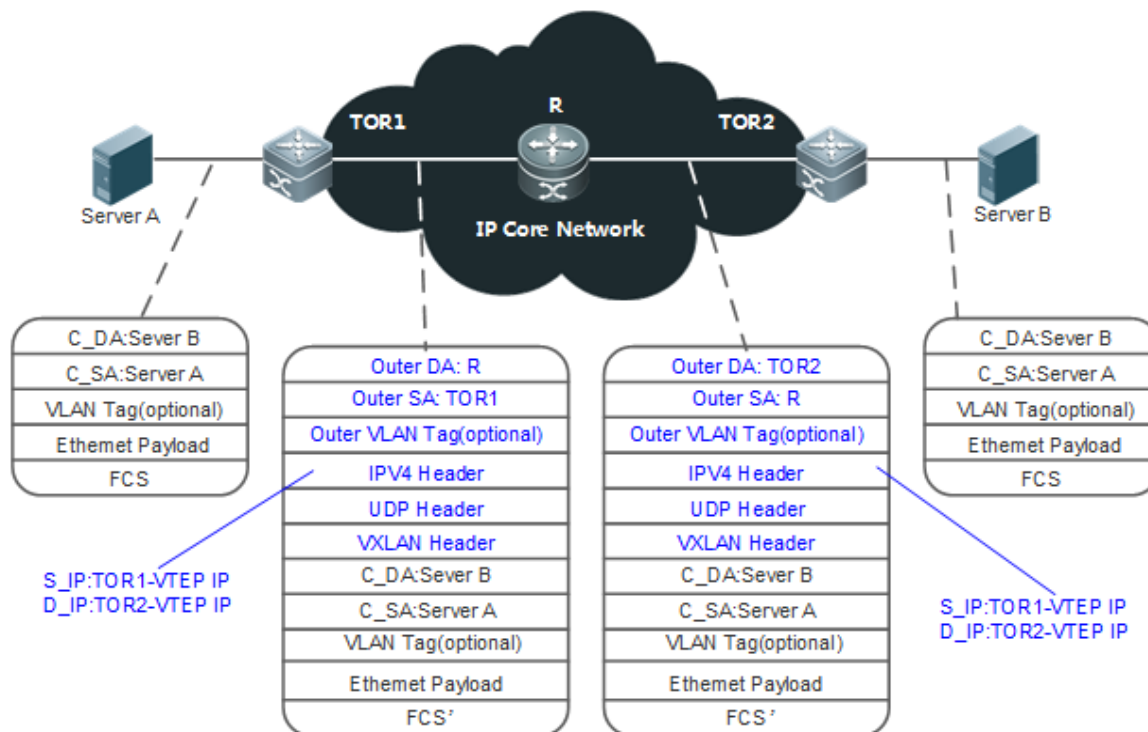 R
TOR1
TOR2
Server A
Server B
IP Core Network
C_DA:Sever B
C_SA:Server A
VLAN Tag(optional)
Ethernet Payload
FCS
Outer DA: R
Outer SA: TOR1
Outer VLAN Tag(optional)
IPV4 Header
UDP Header
VXLAN Header
C_DA:Sever B
C_SA:Server A
VLAN Tag(optional)
Ethernet Payload
FCS'
S_IP:TOR1-VTEP IP
D_IP:TOR2-VTEP IP
Outer DA: TOR2
Outer SA: R
Outer VLAN Tag(optional)
IPV4 Header
UDP Header
VXLAN Header
C_DA:Sever B
C_SA:Server A
VLAN Tag(optional)
Ethernet Payload
FCS'
S_IP:TOR1-VTEP IP
D_IP:TOR2-VTEP IP
C_DA:Sever B
C_SA:Server A
VLAN Tag(optional)
Ethernet Payload
FCS